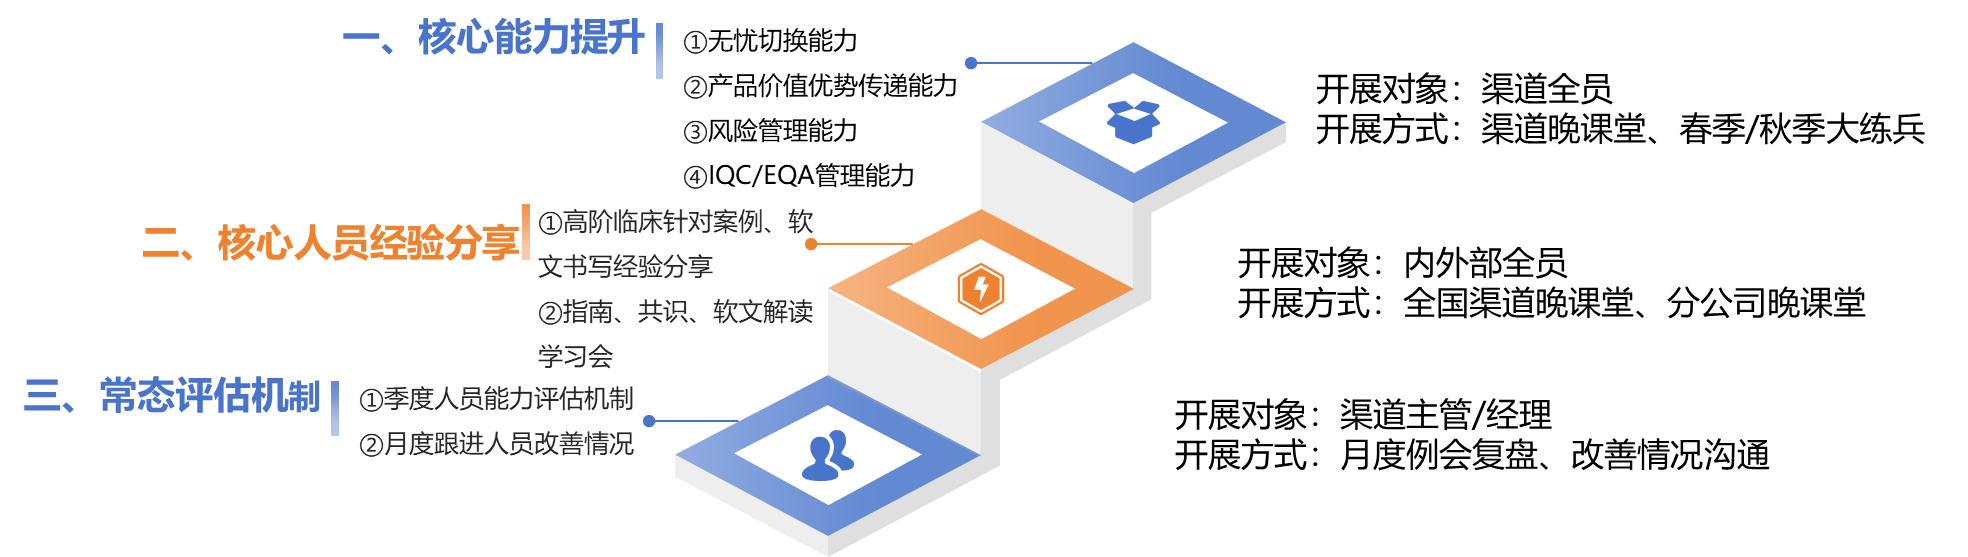 一、核心能力提升
①无忧切换能力
②产品价值优势传递能力
③风险管理能力
④IQC/EQA管理能力
开展对象：渠道全员
开展方式：渠道晚课堂、春季/秋季大练兵
二、核心人员经验分享
①高阶临床针对案例、软
文书写经验分享
②指南、共识、软文解读
学习会
开展对象：内外部全员
开展方式：全国渠道晚课堂、分公司晚课堂
三、常态评估机制
①季度人员能力评估机制
②月度跟进人员改善情况
开展对象：渠道主管/经理
开展方式：月度例会复盘、改善情况沟通